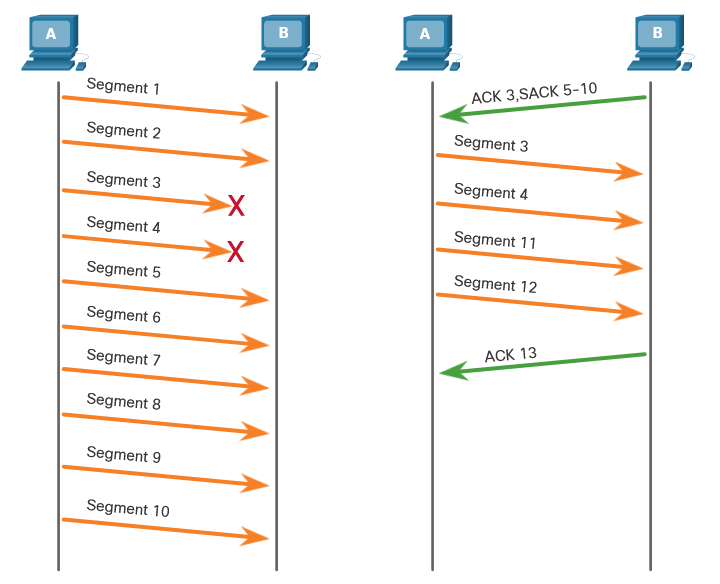 A
B
Segment 1
Segment 2
Segment 3
X
Segment 4
X
Segment 5
Segment 6
Segment 7
Segment 8
Segment 9
Segment 10
A
B
ACK 3,SACK 5-10
Segment 3
Segment 4
Segment 11
Segment 12
ACK 13